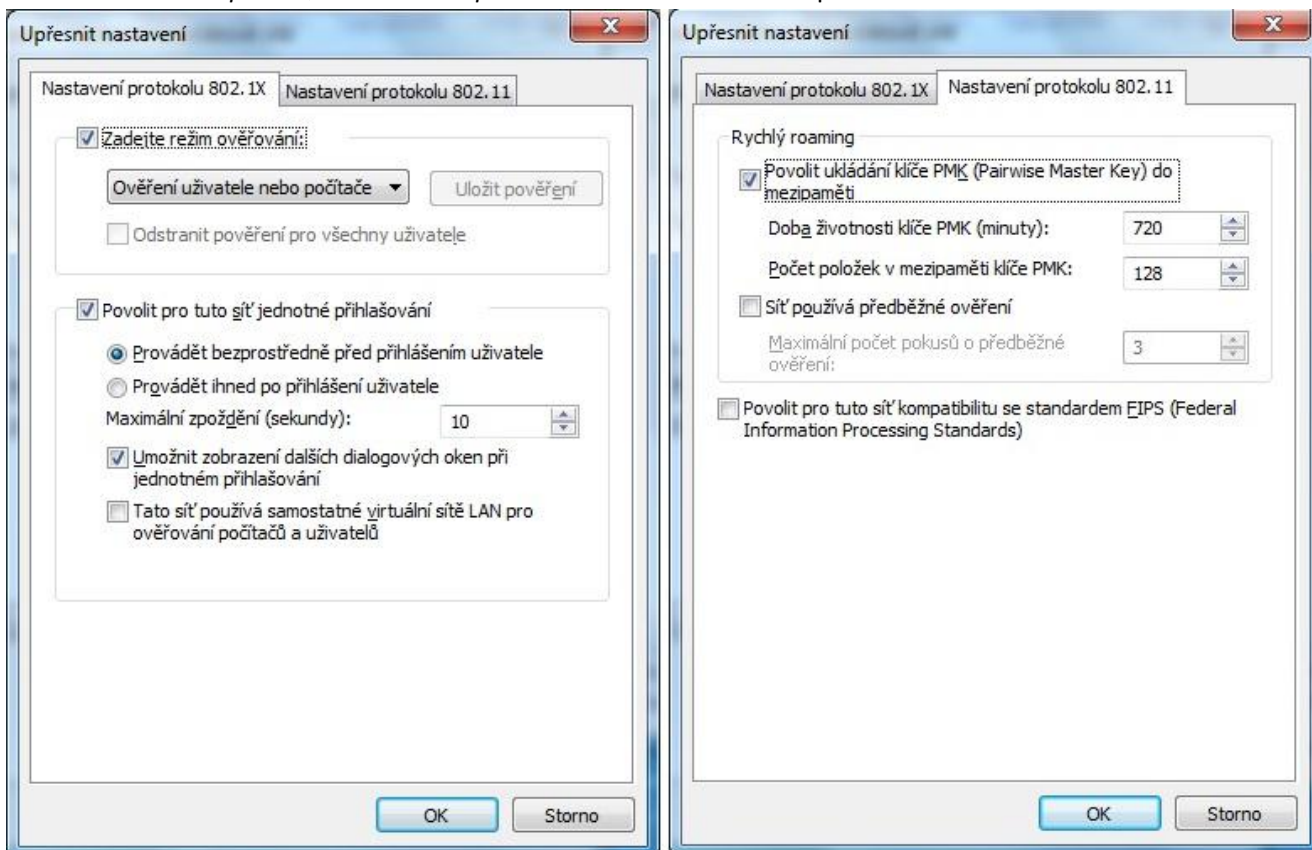 Upřesnit nastavení
Nastavení protokolu 802.1X
Nastavení protokolu 802.11
Zadejte režim ověřování:
Ověření uživatele nebo počítače
Uložit pověření
Odstranit pověření pro všechny uživatele
Povolit pro tuto síť jednotné přihlašování
Provádět bezprostředně před přihlášením uživatele
Provádět ihned po přihlášení uživatele
Maximální zpoždění (sekundy):
10
Umožnit zobrazení dalších dialogových oken při
jednotném přihlašování
Tato síť používá samostatné virtuální sítě LAN pro
ověřování počítačů a uživatelů
OK
Storno
Upřesnit nastavení
Nastavení protokolu 802.1X
Nastavení protokolu 802.11
Rychlý roaming
Povolit ukládání klíče PMK (Pairwise Master Key) do
mezipaměti
Doba životnosti klíče PMK (minuty):
720
Počet položek v mezipaměti klíče PMK:
128
Síť používá předběžné ověření
Maximální počet pokusů o předběžné
ověření:
3
Povolit pro tuto síť kompatibilitu se standardem FIPS (Federal
Information Processing Standards)
OK
Storno